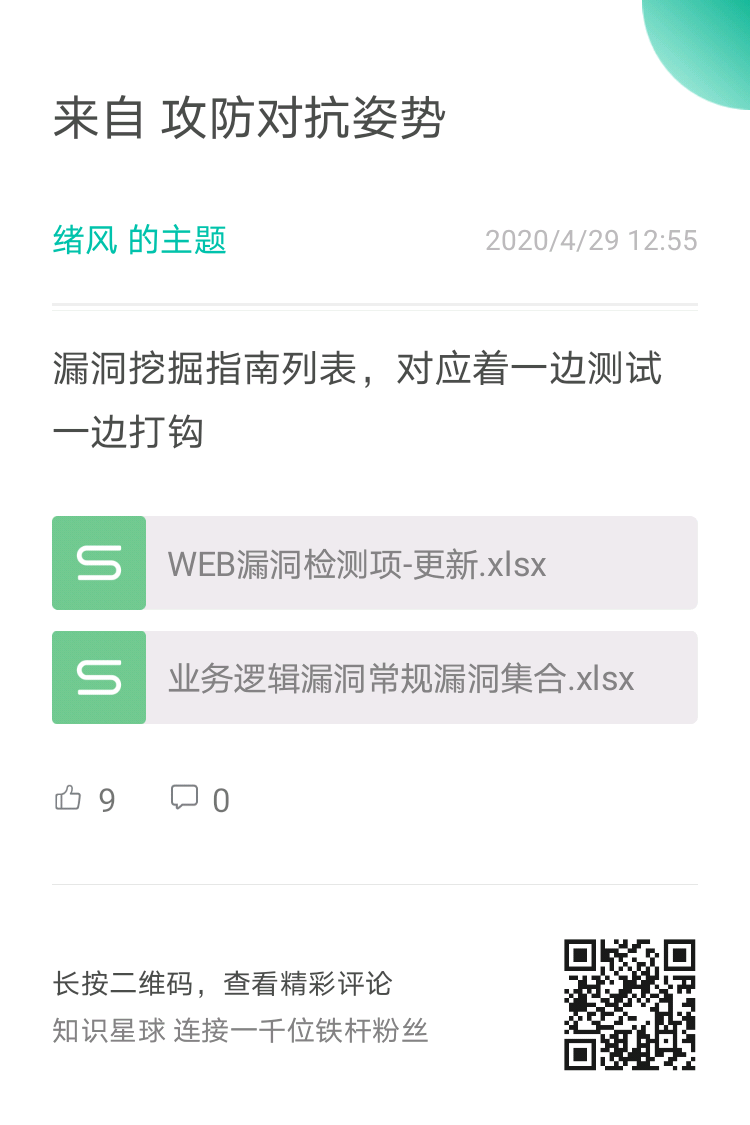 来自 攻防对抗姿势
绪风 的主题
2020/4/29 12:55
漏洞挖掘指南列表，对应着一边测试
一边打钩
WEB漏洞检测项-更新.xlsx
业务逻辑漏洞常规漏洞集合.xlsx
9
0
长按二维码，查看精彩评论
知识星球 连接一千位铁杆粉丝